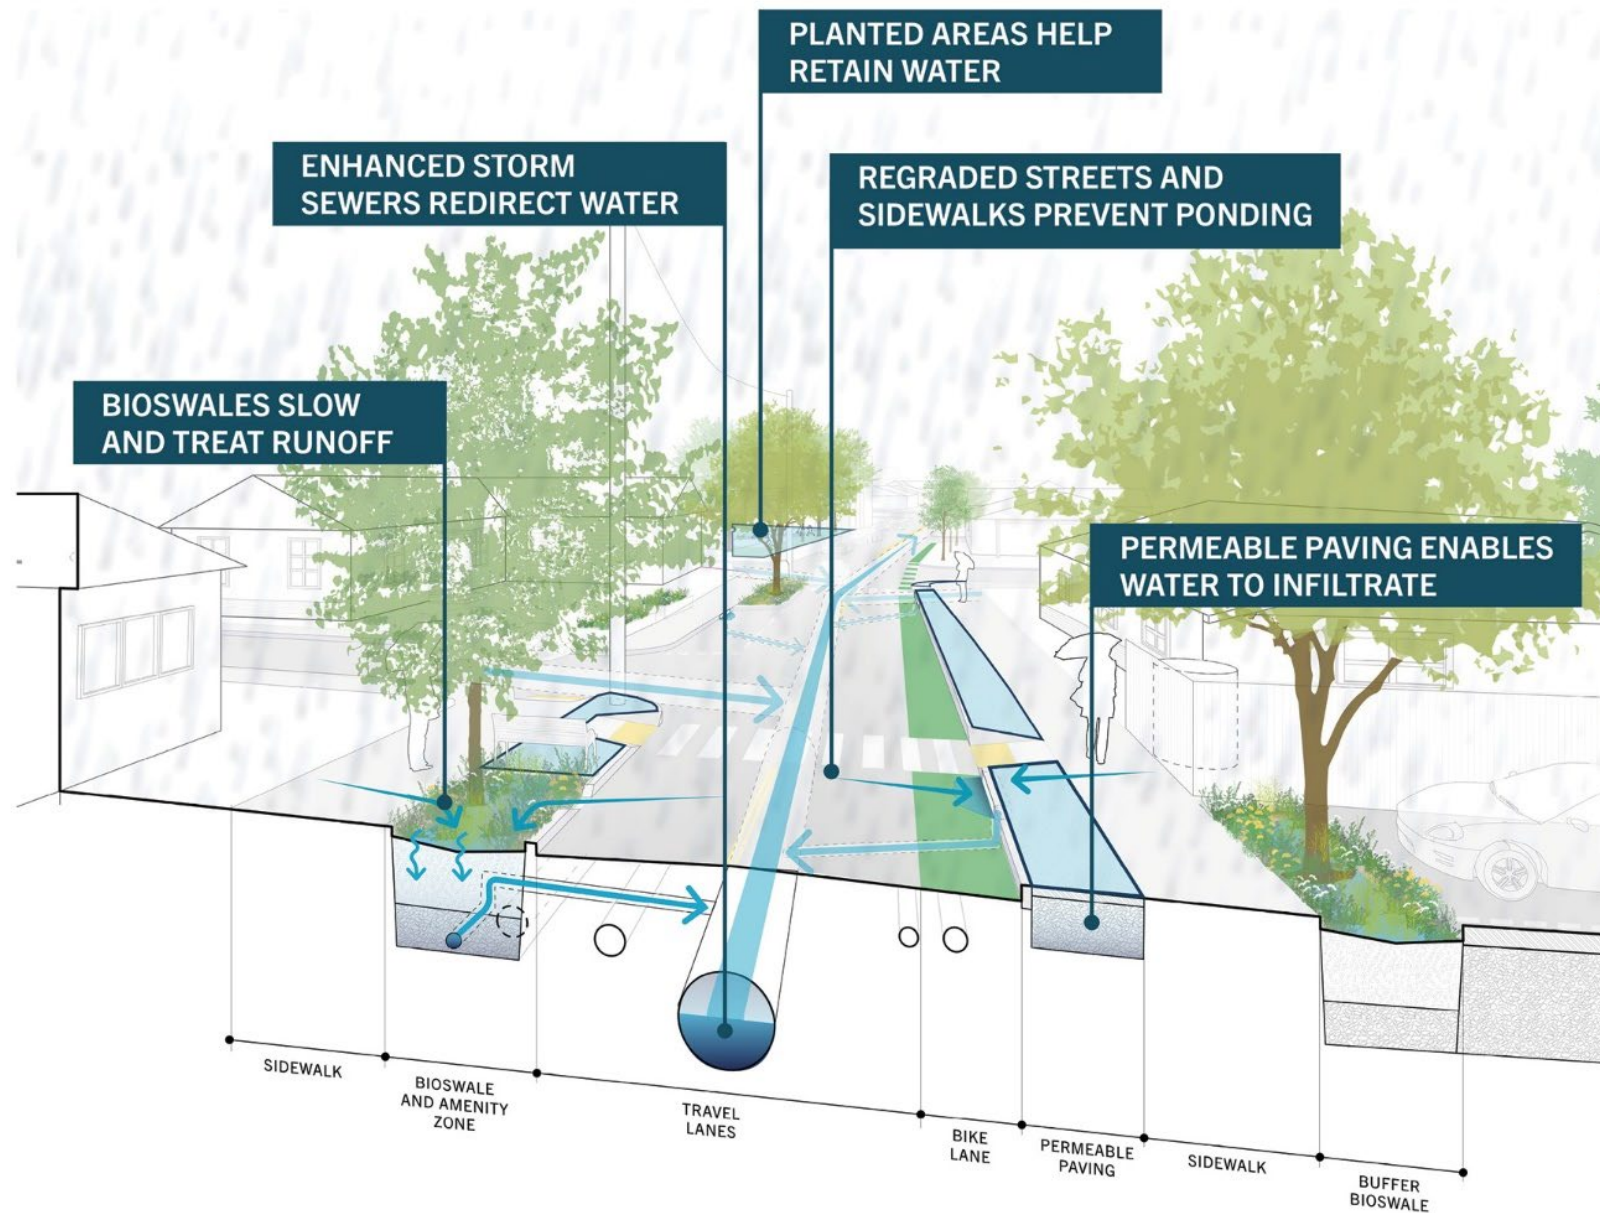 PLANTED AREAS HELP
RETAIN WATER
ENHANCED STORM
SEWERS REDIRECT WATER
REGRADED STREETS AND
SIDEWALKS PREVENT PONDING
BIOSWALES SLOW
AND TREAT RUNOFF
PERMEABLE PAVING ENABLES
WATER TO INFILTRATE
SIDEWALK
BIOSWALE
AND AMENITY
ZONE
TRAVEL
LANES
BIKE
LANE
PERMEABLE
PAVING
SIDEWALK
BUFFER
BIOSWALE